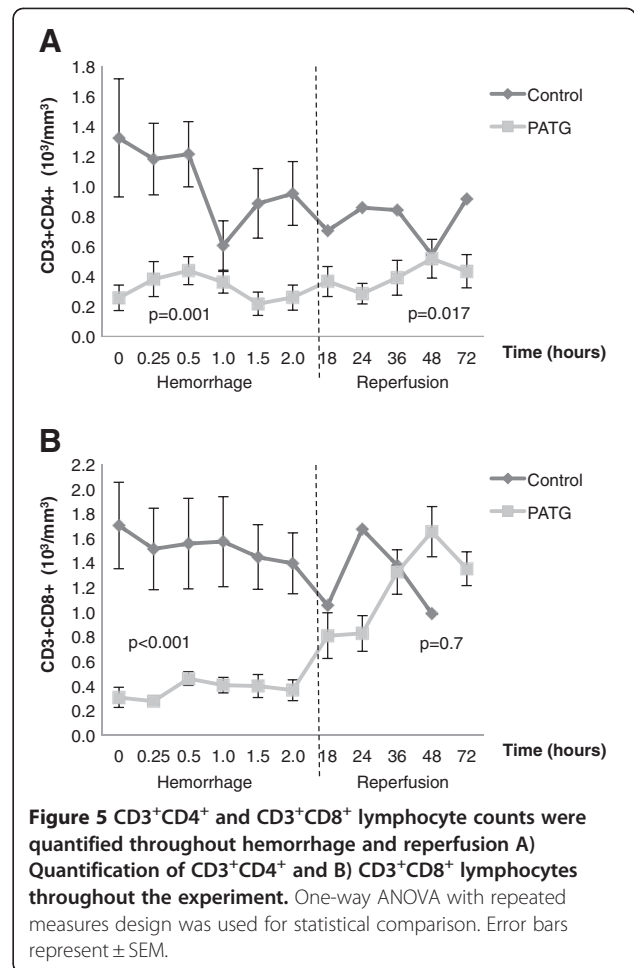 A
1.8
1.6
1.4
1.2
1.0
0.8
0.6
0.4
0.2
0.0
CD3+CD4+ (10³/mm³)
Control
PATG
p=0.001
p=0.017
0 0.25 0.5 1.0 1.5 2.0 18 24 36 48 72
Time (hours)
Hemorrhage Reperfusion
B
2.2
2.0
1.8
1.6
1.4
1.2
1.0
0.8
0.6
0.4
0.2
0.0
CD3+CD8+ (10³/mm³)
Control
PATG
p<0.001
p=0.7
0 0.25 0.5 1.0 1.5 2.0 18 24 36 48 72
Time (hours)
Hemorrhage Reperfusion
Figure 5 CD3⁺CD4⁺ and CD3⁺CD8⁺ lymphocyte counts were
quantified throughout hemorrhage and reperfusion A)
Quantification of CD3⁺CD4⁺ and B) CD3⁺CD8⁺ lymphocytes
throughout the experiment. One-way ANOVA with repeated
measures design was used for statistical comparison. Error bars
represent ± SEM.